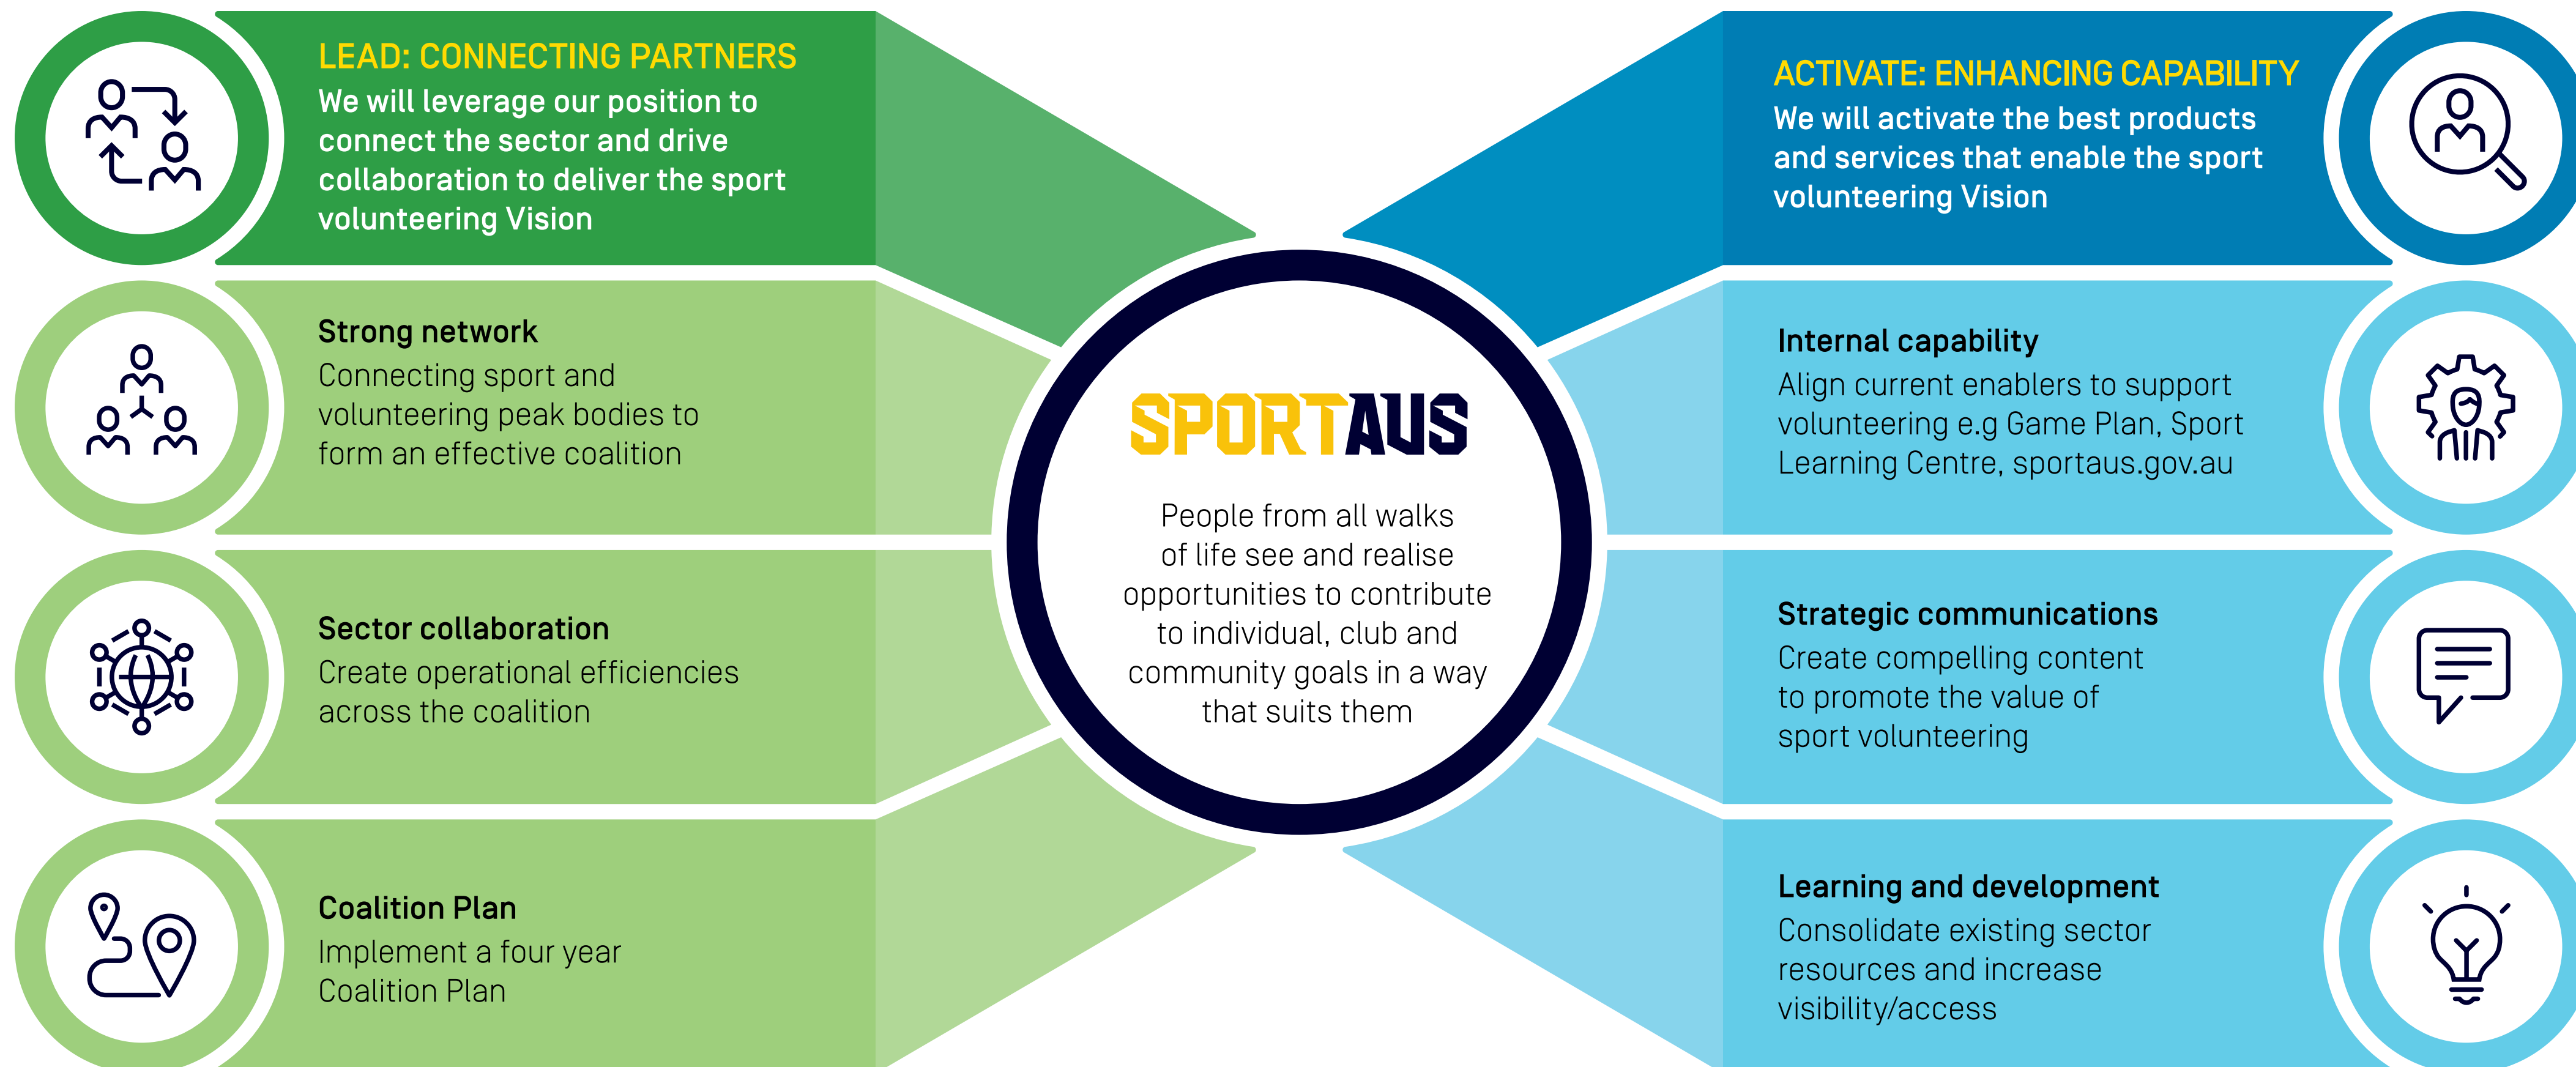 LEAD: CONNECTING PARTNERS
We will leverage our position to
connect the sector and drive
collaboration to deliver the sport
volunteering Vision
Strong network
Connecting sport and
volunteering peak bodies to
form an effective coalition
Sector collaboration
Create operational efficiencies
across the coalition
Coalition Plan
Implement a four year
Coalition Plan
SPORTAUS
People from all walks
of life see and realise
opportunities to contribute
to individual, club and
community goals in a way
that suits them
ACTIVATE: ENHANCING CAPABILITY
We will activate the best products
and services that enable the sport
volunteering Vision
Internal capability
Align current enablers to support
volunteering e.g Game Plan, Sport
Learning Centre, sportaus.gov.au
Strategic communications
Create compelling content
to promote the value of
sport volunteering
Learning and development
Consolidate existing sector
resources and increase
visibility/access